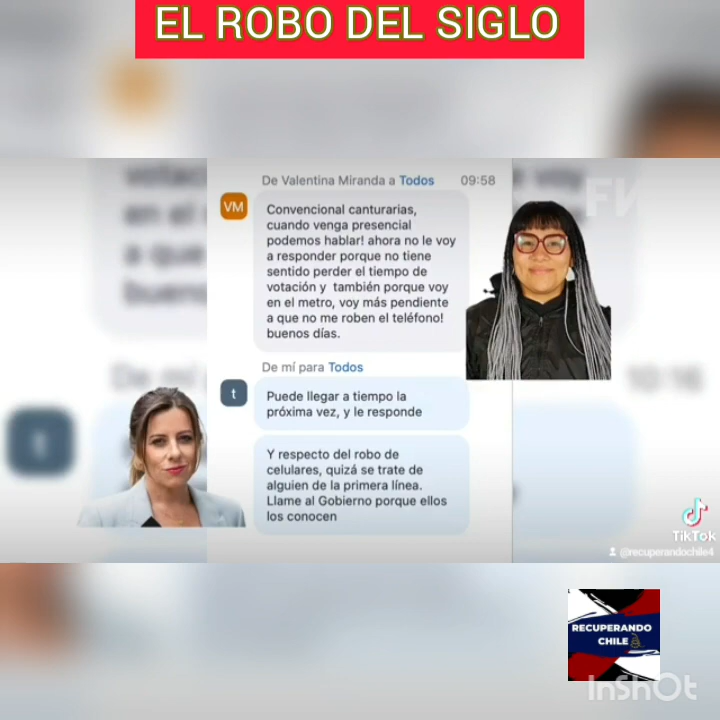 EL ROBO DEL SIGLO
De Valentina Miranda a Todos 09:58
VM
Convencional canturarias,
cuando venga presencial
podemos hablar! ahora no le voy
a responder porque no tiene
sentido perder el tiempo de
votación y también porque voy
en el metro, voy más pendiente
a que no me roben el teléfono!
buenos días.
De mí para Todos
t
Puede llegar a tiempo la
próxima vez, y le responde
Y respecto del robo de
celulares, quizá se trate de
alguien de la primera línea.
Llame al Gobierno porque ellos
los conocen
TikTok
@recuperandochile4
RECUPERANDO
CHILE
InShOt